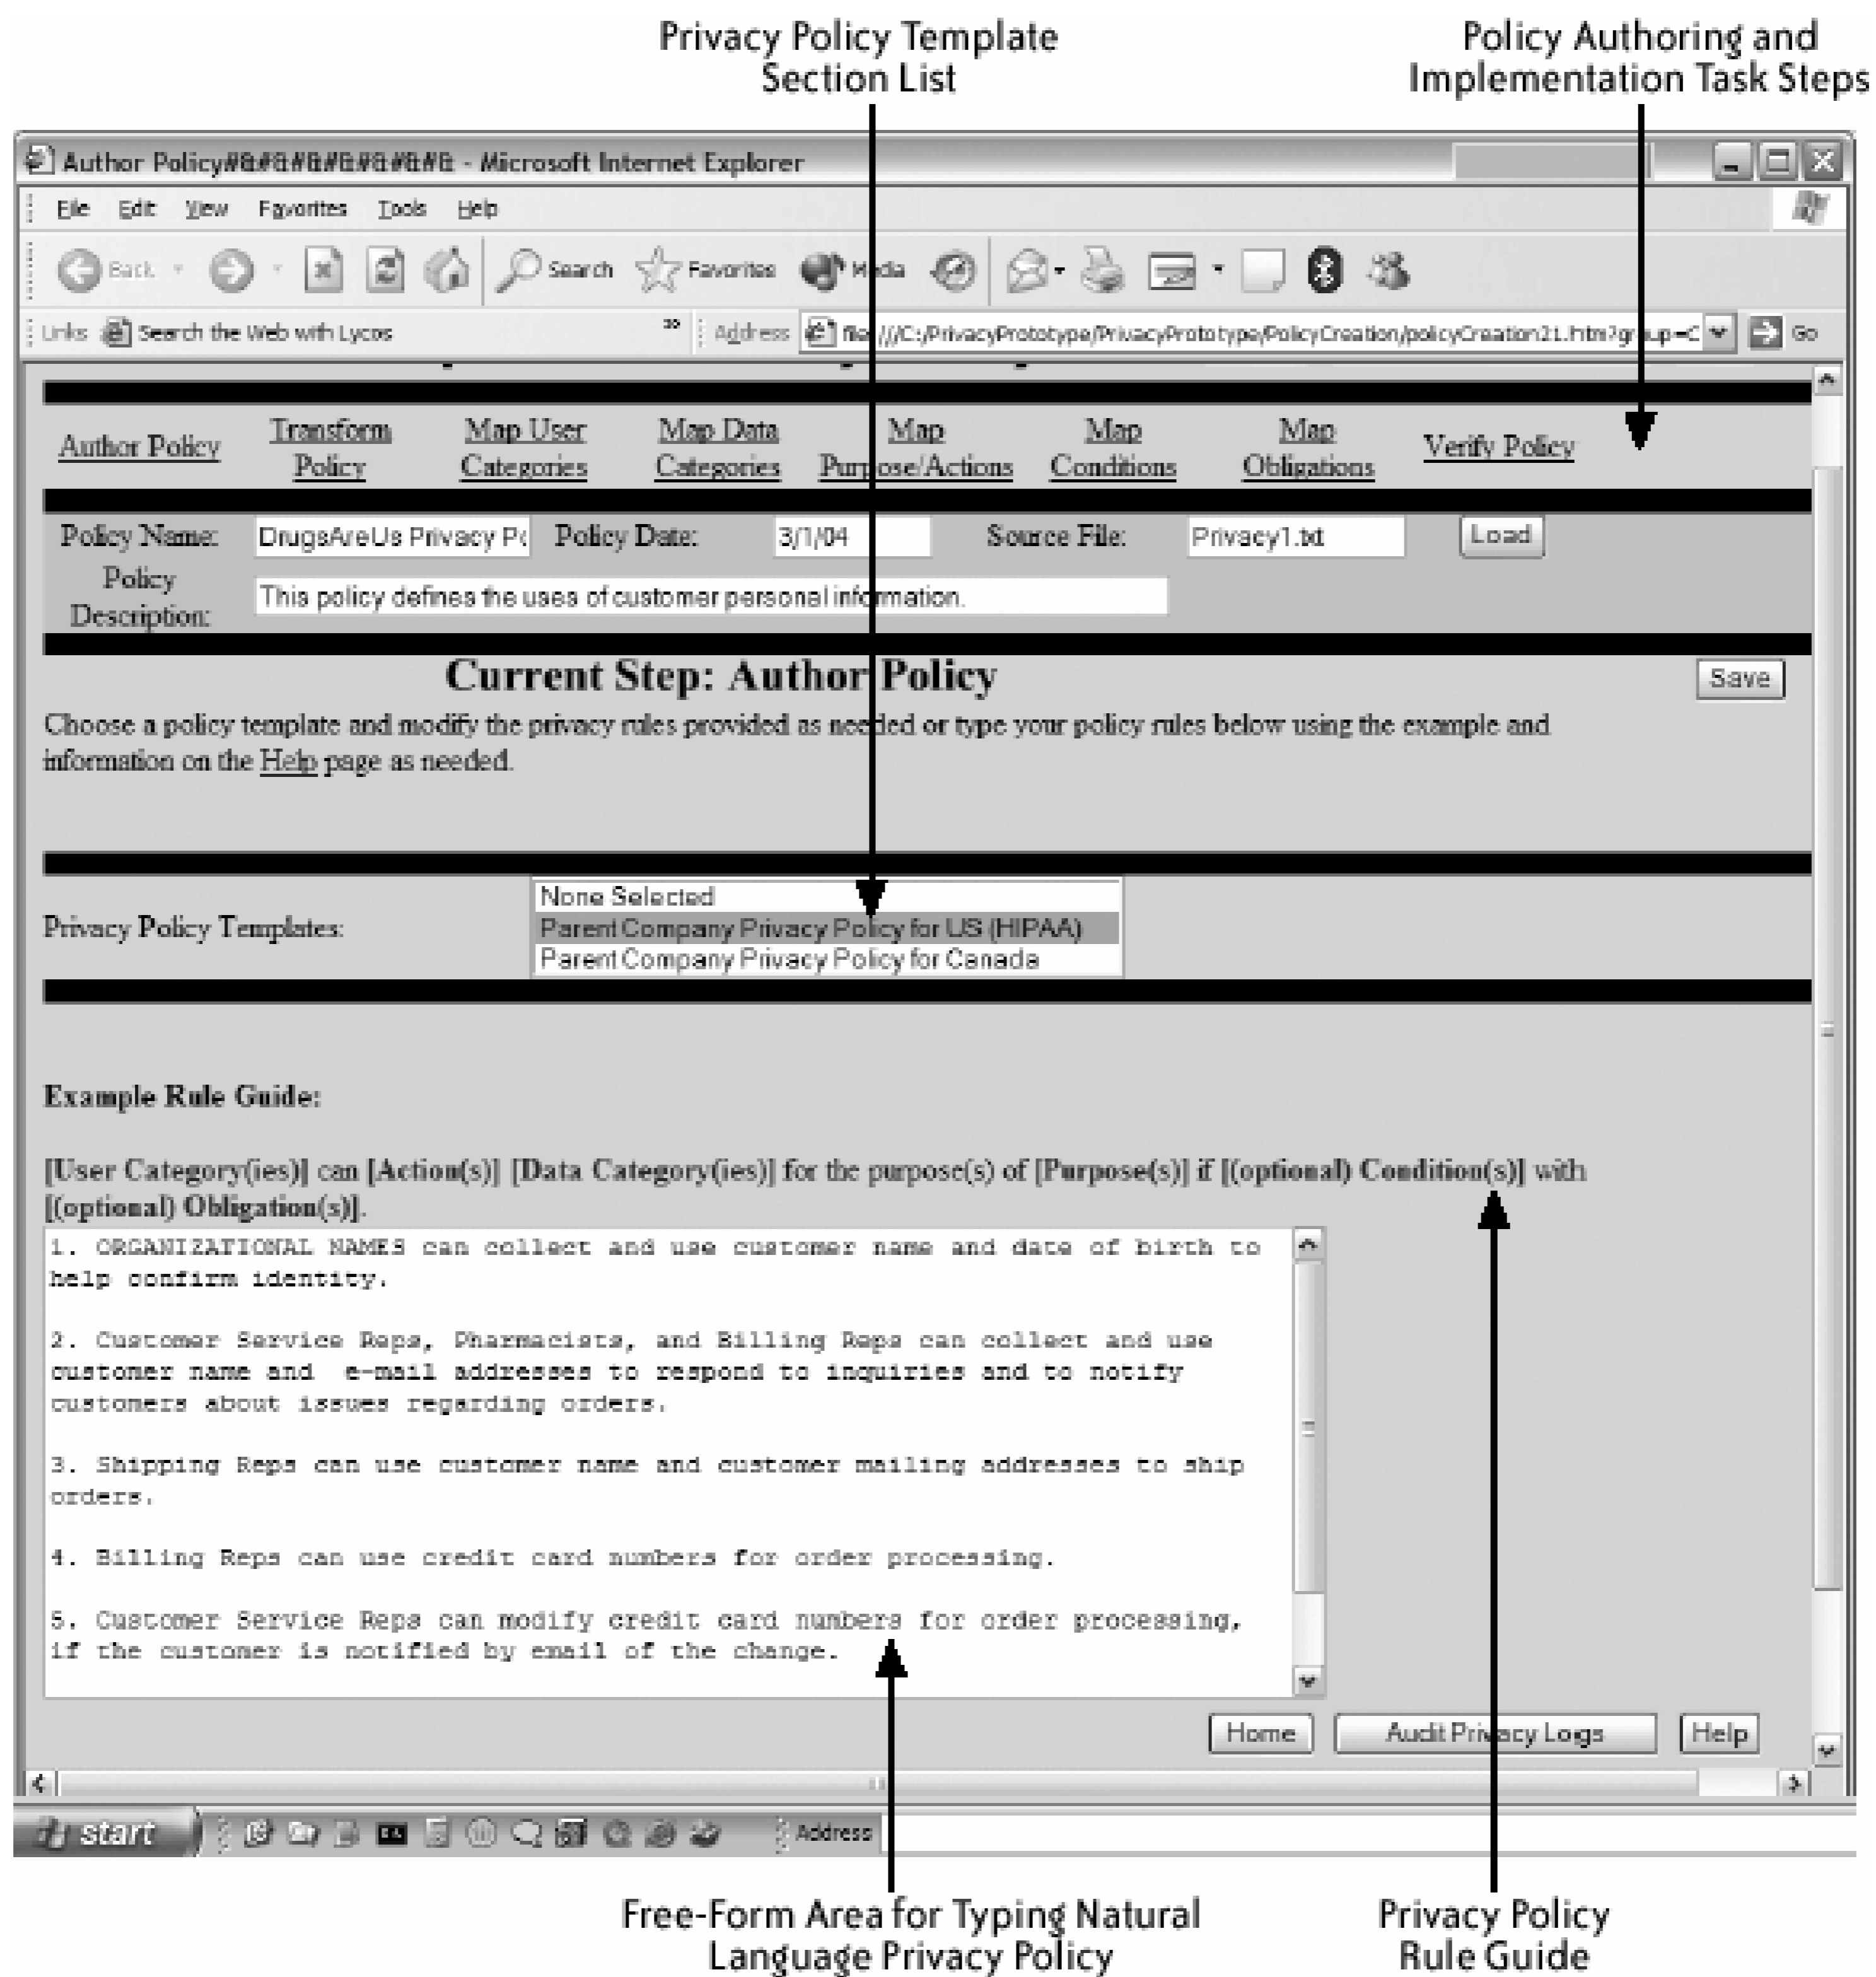 Privacy Policy Template
Section List
Policy Authoring and
Implementation Task Steps
Author Policy#&#&#&#&#&#&#& - Microsoft Internet Explorer
File Edit View Favorites Tools Help
Back Search Favorites Media
Links Search the Web with Lycos » Address file:///C:/PrivacyPrototype/PrivacyPrototype/PolicyCreation/policyCreation21.htm?group=C Go
Author Policy Transform Policy Map User Categories Map Data Categories Map Purpose/Actions Map Conditions Map Obligations Verify Policy
Policy Name: DrugsAreUs Privacy Po Policy Date: 3/1/04 Source File: Privacy1.txt Load
Policy
Description: This policy defines the uses of customer personal information.
Current Step: Author Policy Save
Choose a policy template and modify the privacy rules provided as needed or type your policy rules below using the example and
information on the Help page as needed.
None Selected
Privacy Policy Templates: Parent Company Privacy Policy for US (HIPAA)
Parent Company Privacy Policy for Canada
Example Rule Guide:
[User Category(ies)] can [Action(s)] [Data Category(ies)] for the purpose(s) of [Purpose(s)] if [(optional) Condition(s)] with
[(optional) Obligation(s)].
1. ORGANIZATIONAL NAMES can collect and use customer name and date of birth to
help confirm identity.
2. Customer Service Reps, Pharmacists, and Billing Reps can collect and use
customer name and e-mail addresses to respond to inquiries and to notify
customers about issues regarding orders.
3. Shipping Reps can use customer name and customer mailing addresses to ship
orders.
4. Billing Reps can use credit card numbers for order processing.
5. Customer Service Reps can modify credit card numbers for order processing,
if the customer is notified by email of the change.
Home Audit Privacy Logs Help
start Address
Free-Form Area for Typing Natural
Language Privacy Policy
Privacy Policy
Rule Guide